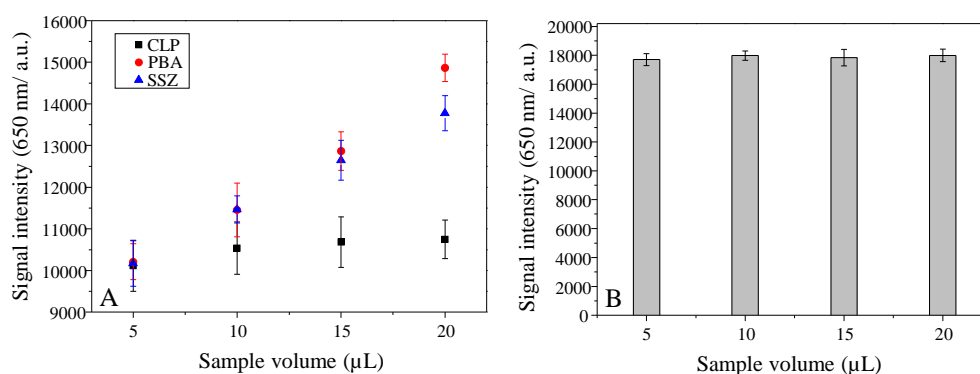 16000
15000
14000
13000
12000
11000
10000
9000
Signal intensity (650 nm/ a.u.)
CLP
PBA
SSZ
A
5 10 15 20
Sample volume (µL)
20000
18000
16000
14000
12000
10000
8000
6000
4000
2000
0
Signal intensity (650 nm/ a.u.)
B
5 10 15 20
Sample volume (µL)